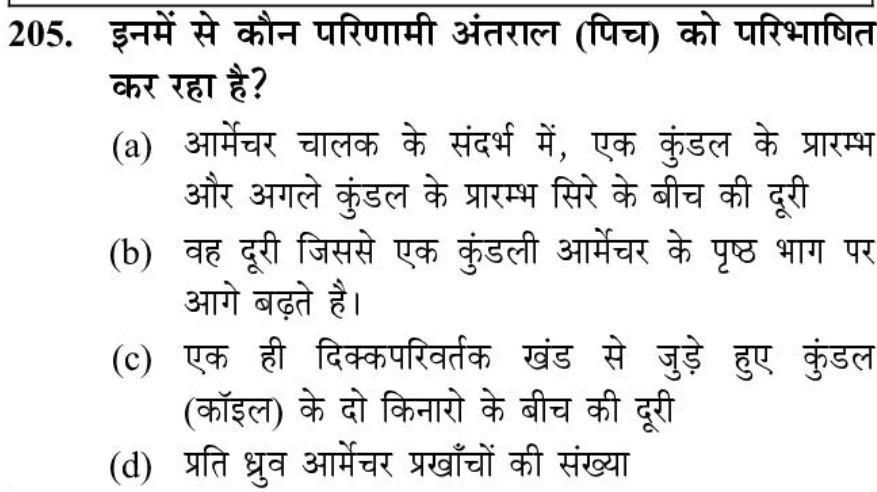 205. इनमें से कौन परिणामी अंतराल (पिच) को परिभाषित
कर रहा है?
(a) आर्मेचर चालक के संदर्भ में, एक कुंडल के प्रारम्भ
और अगले कुंडल के प्रारम्भ सिरे के बीच की दूरी
(b) वह दूरी जिससे एक कुंडली आर्मेचर के पृष्ठ भाग पर
आगे बढ़ते है।
(c) एक ही दिक्कपरिवर्तक खंड से जुड़े हुए कुंडल
(कॉइल) के दो किनारो के बीच की दूरी
(d) प्रति ध्रुव आर्मेचर प्रखाँचों की संख्या